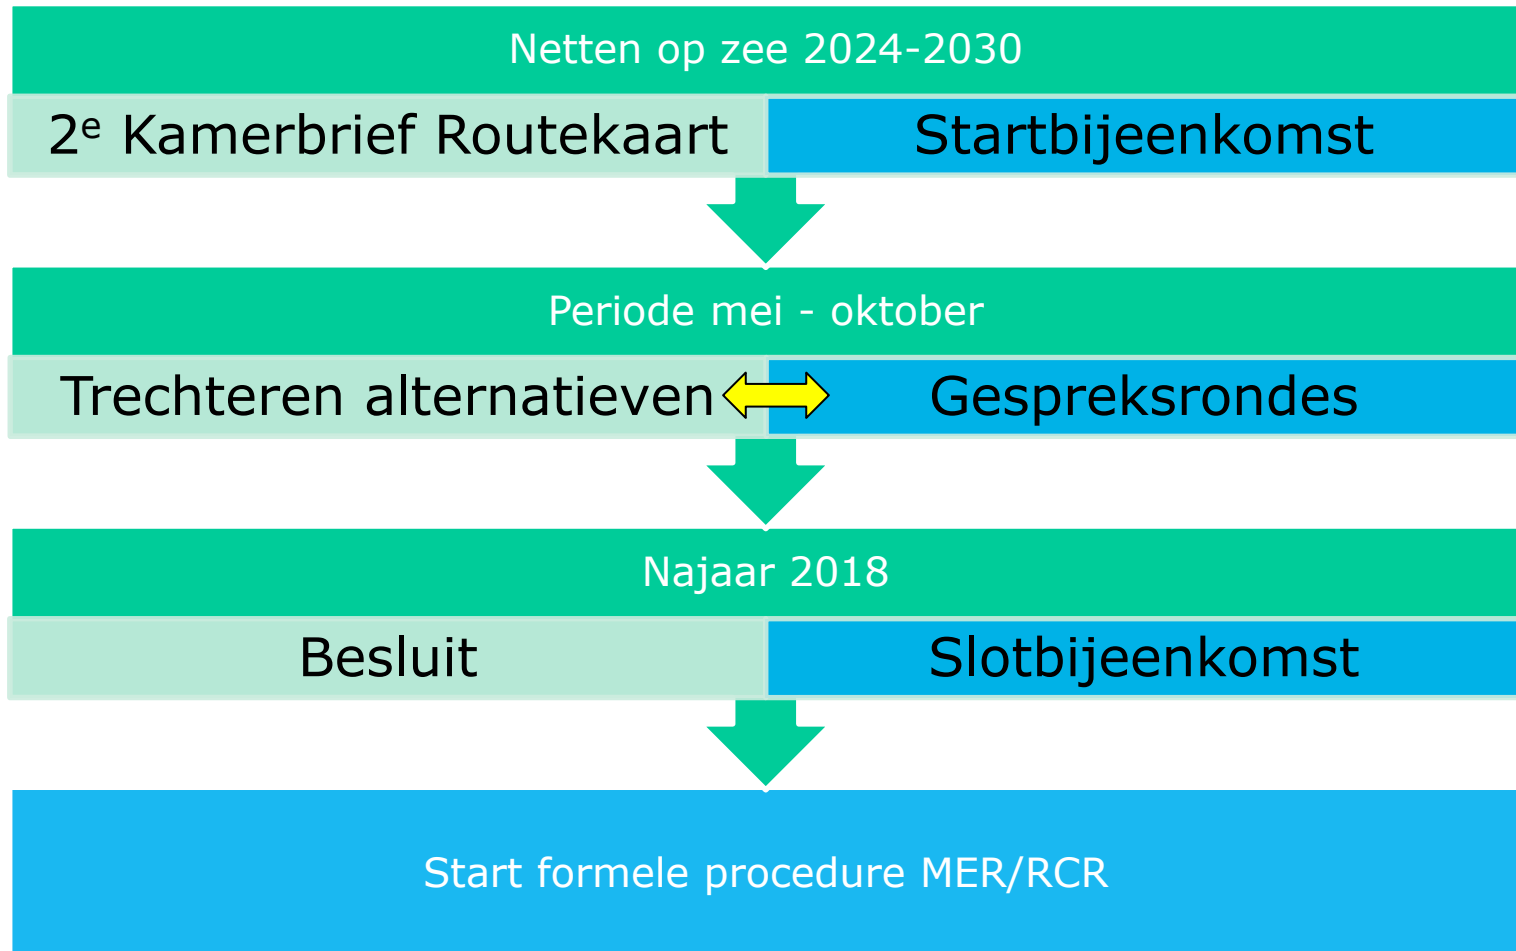 Netten op zee 2024-2030
2e Kamerbrief Routekaart
Startbijeenkomst
Periode mei - oktober
Trechteren alternatieven
Gespreksrondes
Najaar 2018
Besluit
Slotbijeenkomst
Start formele procedure MER/RCR